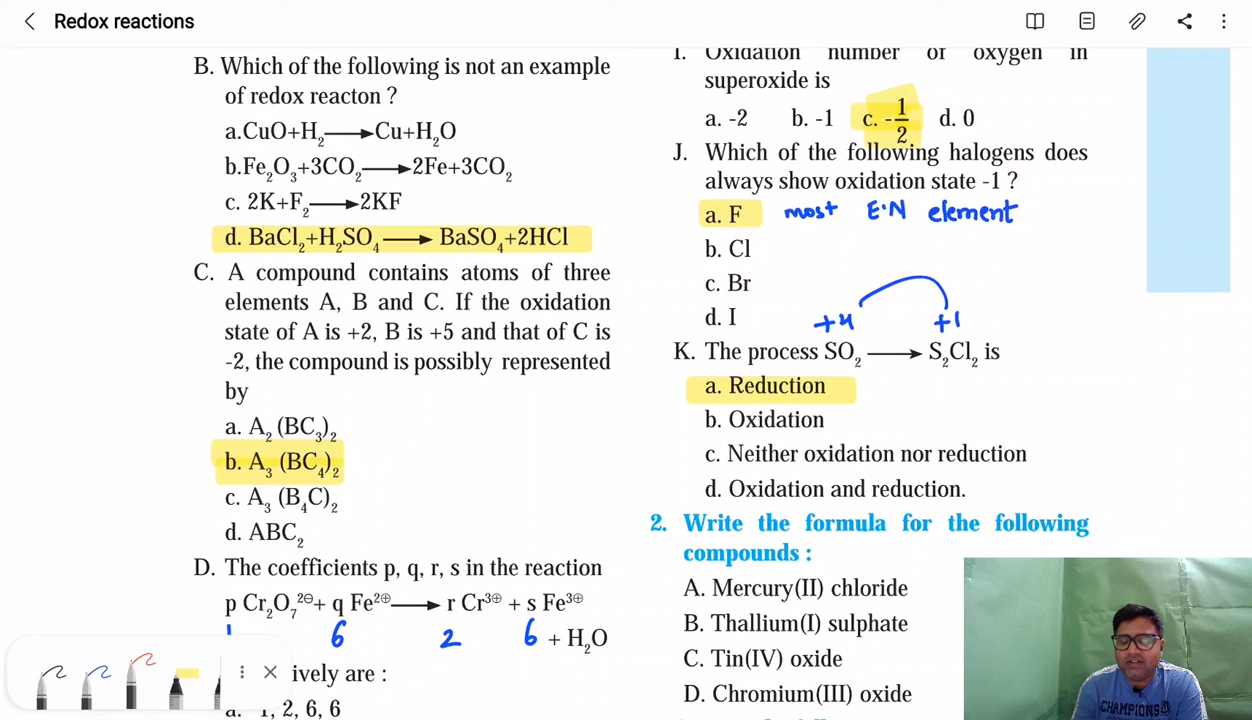 Redox reactions
B. Which of the following is not an example
of redox reacton ?
a.CuO+H₂⟶Cu+H₂O
b.Fe₂O₃+3CO₂⟶2Fe+3CO₂
c. 2K+F₂⟶2KF
d. BaCl₂+H₂SO₄⟶ BaSO₄+2HCl
C. A compound contains atoms of three
elements A, B and C. If the oxidation
state of A is +2, B is +5 and that of C is
-2, the compound is possibly represented
by
a. A₂ (BC₃)₂
b. A₃ (BC₄)₂
c. A₃ (B₄C)₂
d. ABC₂
D. The coefficients p, q, r, s in the reaction
p Cr₂O₇²⊖+ q Fe²⊕⟶ r Cr³⊕ + s Fe³⊕
6 2 6 + H₂O
ively are :
a. 1, 2, 6, 6
I. Oxidation number of oxygen in
superoxide is
a. -2 b. -1 c. -1/2 d. 0
J. Which of the following halogens does
always show oxidation state -1 ?
a. F most E·N element
b. Cl
c. Br
d. I
+4 +1
K. The process SO₂ ⟶ S₂Cl₂ is
a. Reduction
b. Oxidation
c. Neither oxidation nor reduction
d. Oxidation and reduction.
2. Write the formula for the following
compounds :
A. Mercury(II) chloride
B. Thallium(I) sulphate
C. Tin(IV) oxide
D. Chromium(III) oxide
CHAMPIONS